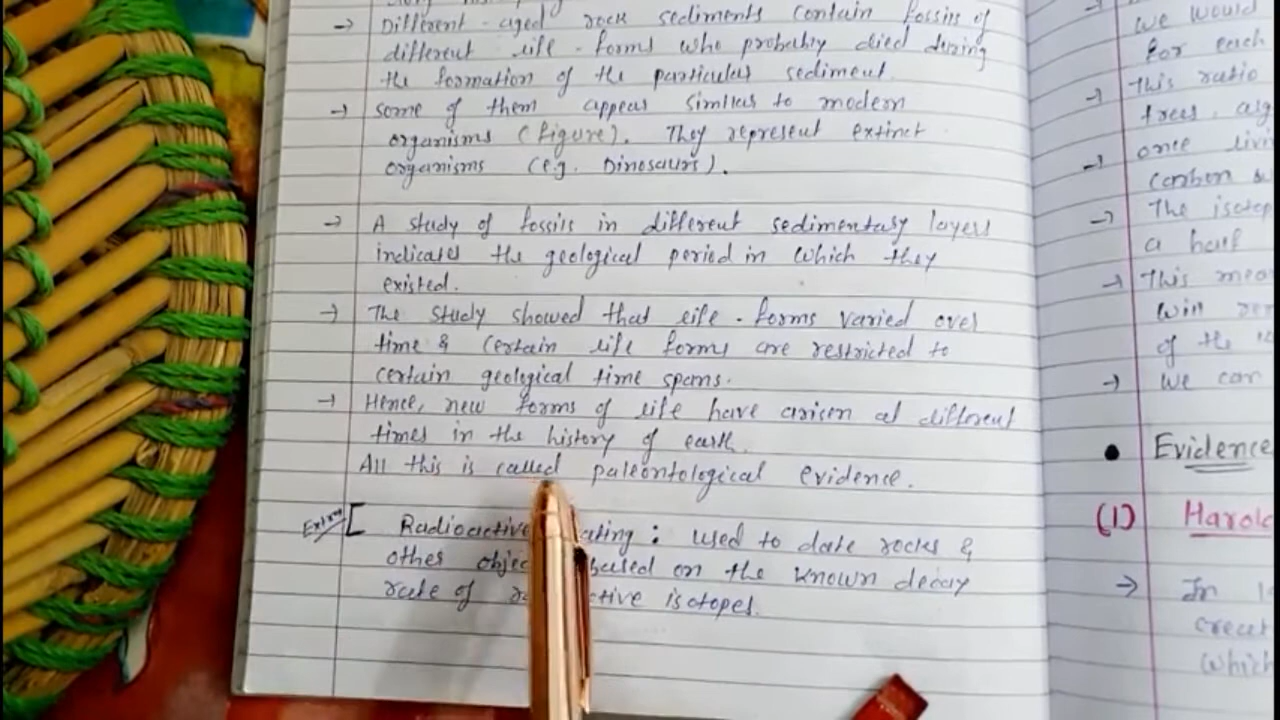 → Different-aged rock sediments contain fossils of
different life-forms who probably died during
the formation of the particular sediment.
→ Some of them appear similar to modern
organisms (figure). They represent extinct
organisms (e.g. Dinosaurs).
→ A study of fossils in different sedimentary layers
indicates the geological period in which they
existed.
→ The study showed that life-forms varied over
time & certain life forms are restricted to
certain geological time spans.
→ Hence, new forms of life have arisen at different
times in the history of earth.
All this is called paleontological evidence.
Extra [ Radioactive ating: used to date rocks &
other objec based on the known decay
rate of ctive isotopes.
we would
for each
→ This ratio
trees,
→ once
carbon
→ The
a half
→ This
will
of the
→ we can
• Evidence
(1)
→ In
which